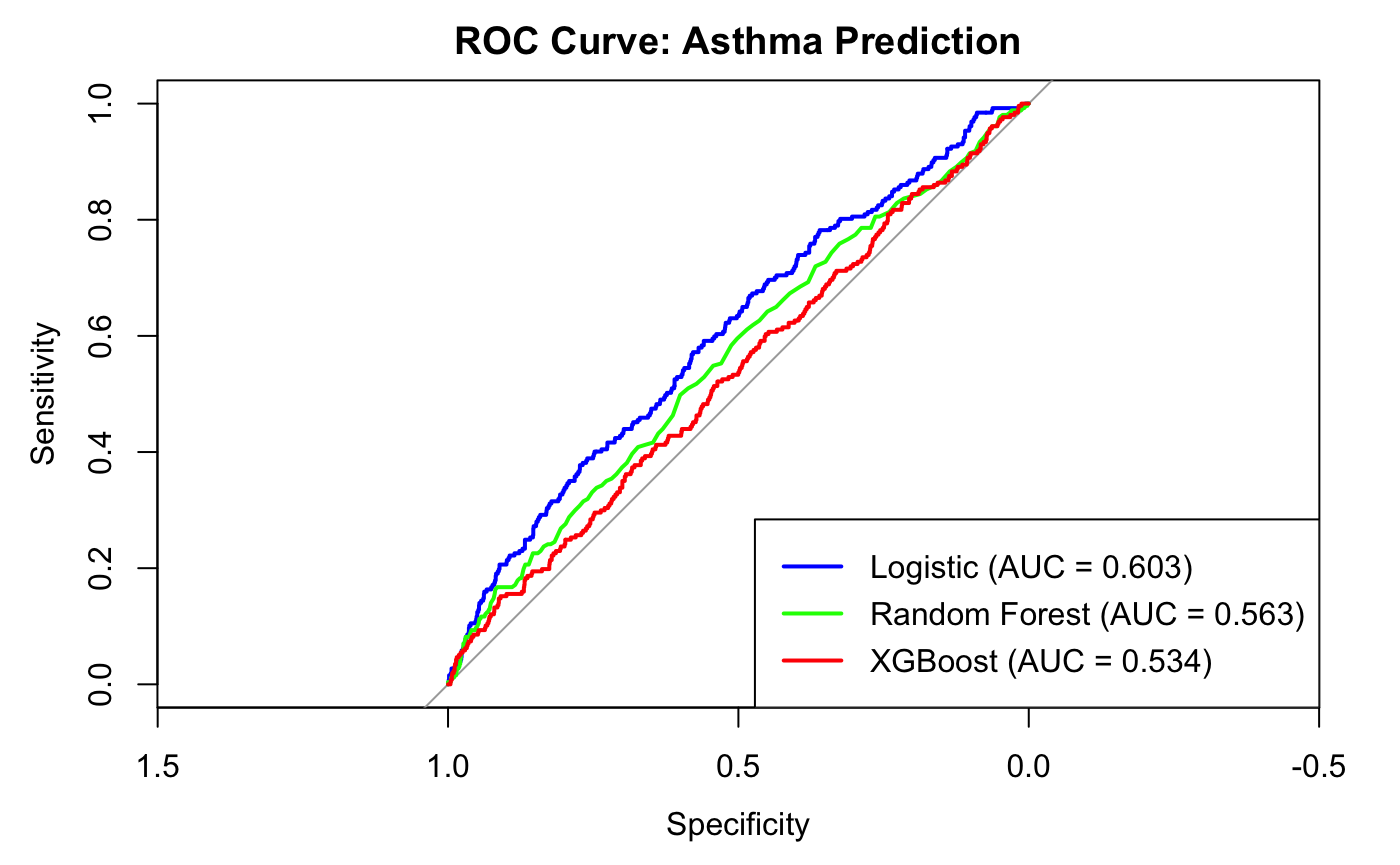 ROC Curve: Asthma Prediction
Sensitivity
1.0
0.8
0.6
0.4
0.2
0.0
Logistic (AUC = 0.603)
Random Forest (AUC = 0.563)
XGBoost (AUC = 0.534)
1.5 1.0 0.5 0.0 -0.5
Specificity